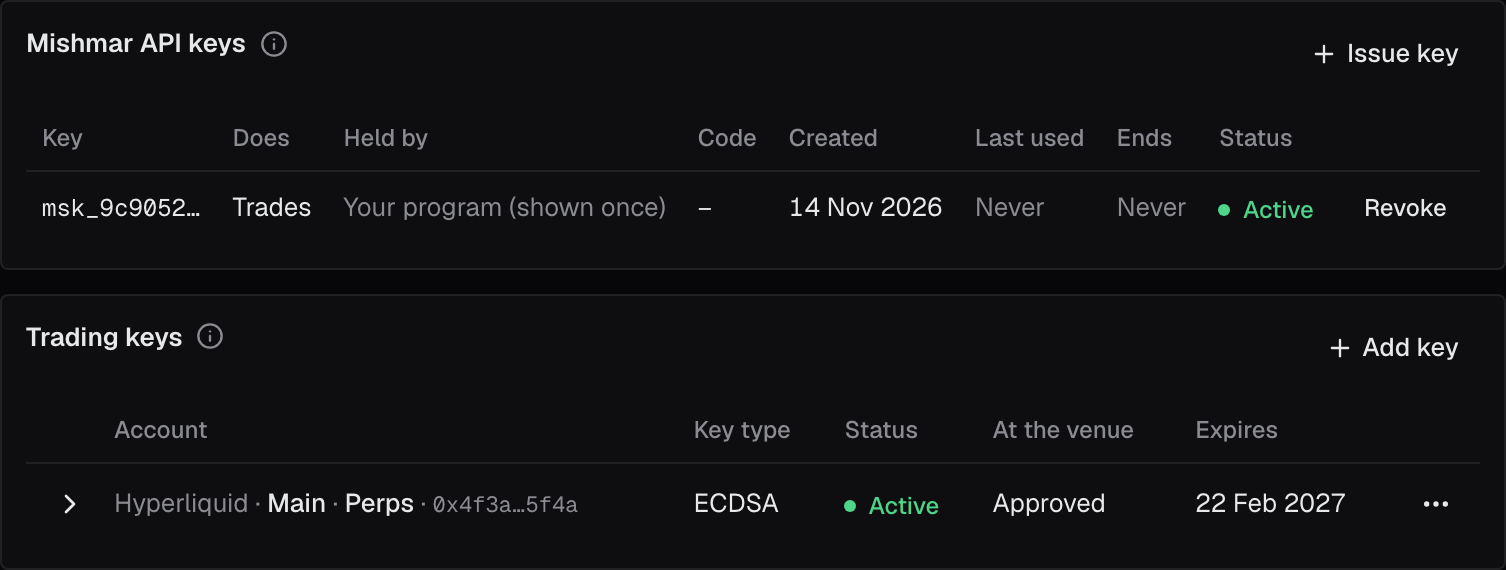 Mishmar API keys
+ Issue key
Key Does Held by Code Created Last used Ends Status
msk_9c9052… Trades Your program (shown once) – 14 Nov 2026 Never Never Active Revoke
Trading keys
+ Add key
Account Key type Status At the venue Expires
Hyperliquid · Main · Perps · 0x4f3a…5f4a ECDSA Active Approved 22 Feb 2027